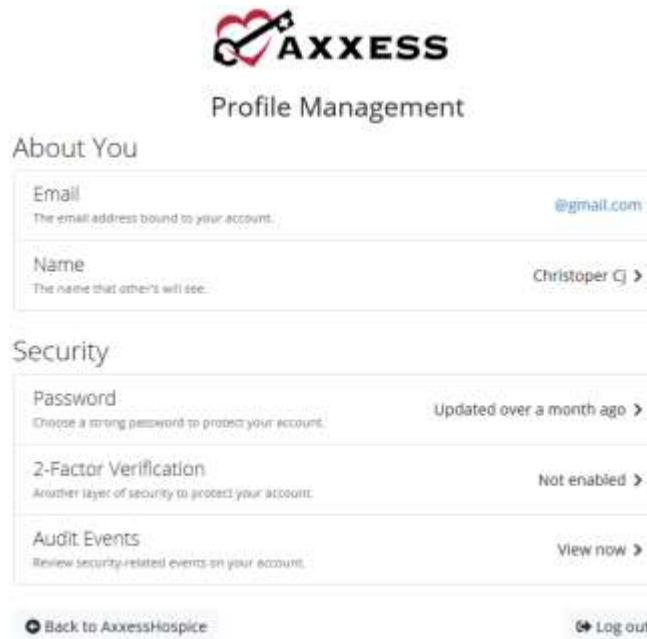 AXXESS
Profile Management
About You
Email
The email address bound to your account.
@gmail.com
Name
The name that other's will see.
Christoper Cj
Security
Password
Choose a strong password to protect your account.
Updated over a month ago
2-Factor Verification
Another layer of security to protect your account.
Not enabled
Audit Events
Review security-related events on your account.
View now
Back to AxxessHospice
Log out